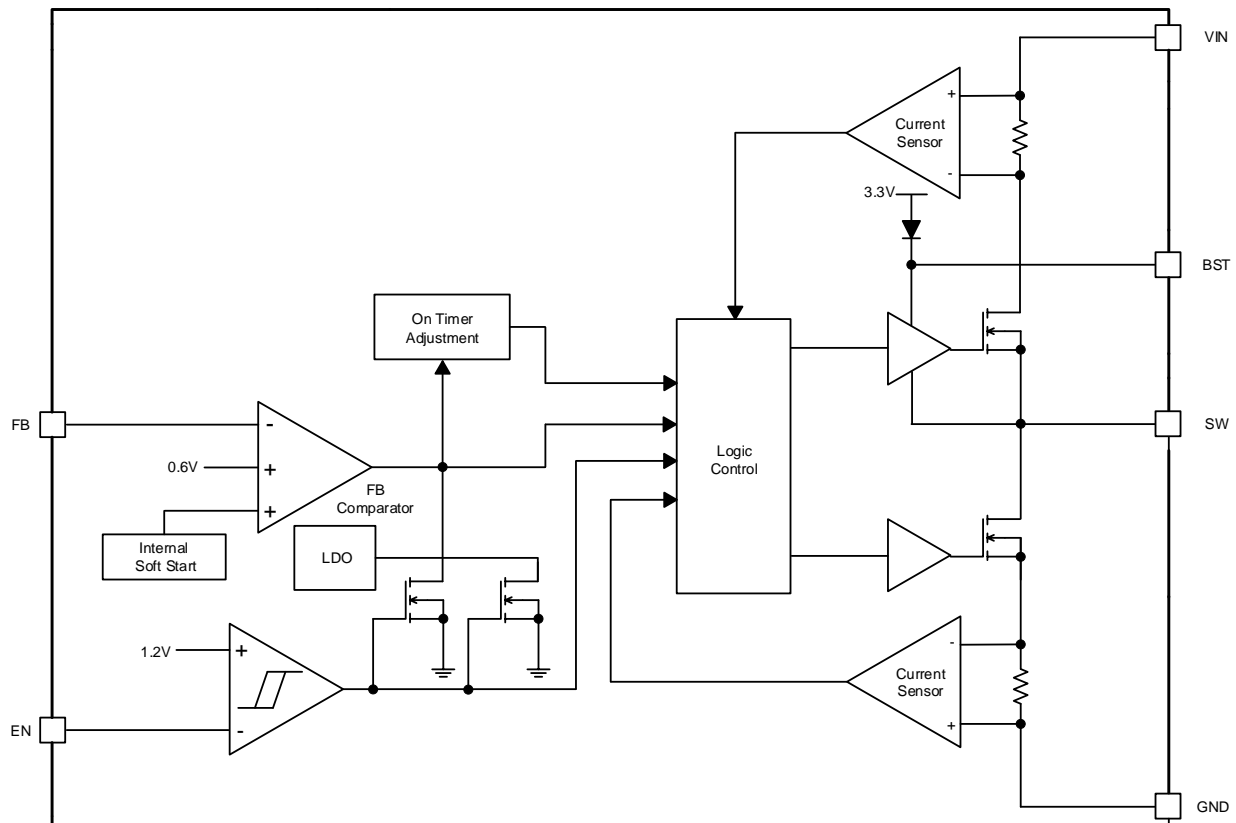 VIN
+
Current
Sensor
-
3.3V
BST
On Timer
Adjustment
FB
-
0.6V
+
+
FB
Comparator
Internal
Soft Start
LDO
Logic
Control
SW
1.2V
+
-
EN
-
Current
Sensor
+
GND